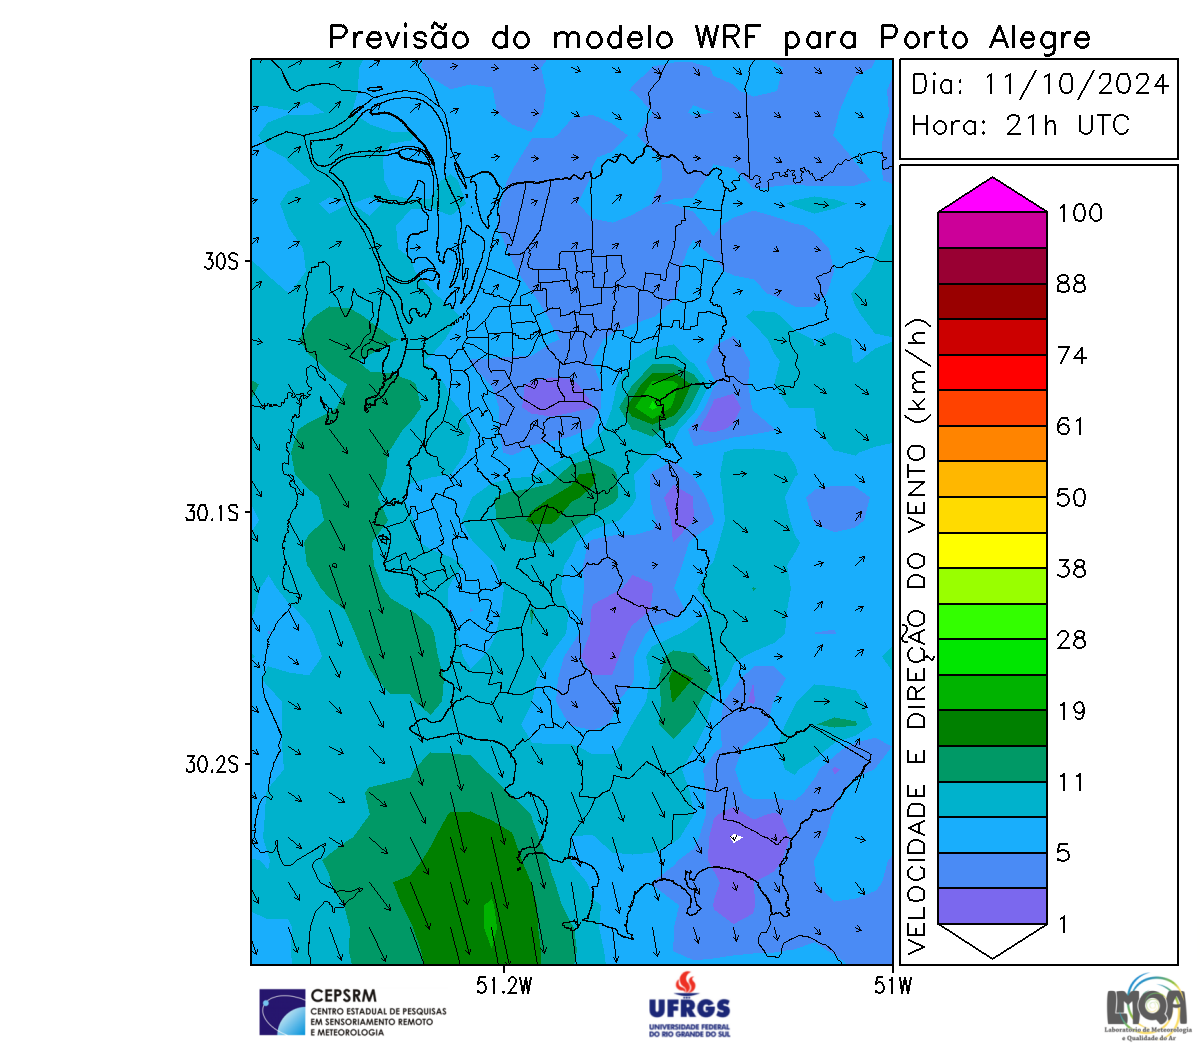 Previsão do modelo WRF para Porto Alegre
Dia: 11/10/2024
Hora: 21h UTC
30S
30.1S
30.2S
51.2W
51W
VELOCIDADE E DIREÇÃO DO VENTO (km/h)
100
88
74
61
50
38
28
19
11
5
1
CEPSRM
CENTRO ESTADUAL DE PESQUISAS
EM SENSORIAMENTO REMOTO
E METEOROLOGIA
UFRGS
UNIVERSIDADE FEDERAL
DO RIO GRANDE DO SUL
LMQA
Laboratório de Meteorologia
e Qualidade do Ar